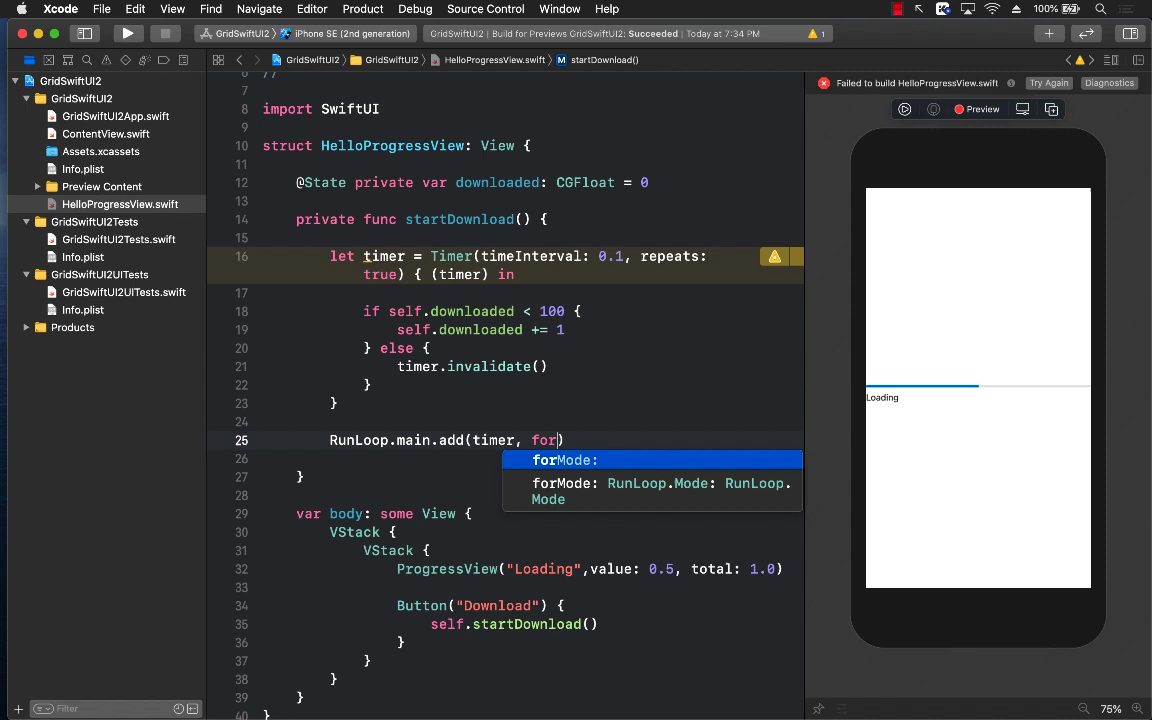 Xcode File Edit View Find Navigate Editor Product Debug Source Control Window Help 100%
GridSwiftUI2 〉 iPhone SE (2nd generation) GridSwiftUI2 | Build for Previews GridSwiftUI2: Succeeded | Today at 7:34 PM 1
GridSwiftUI2 〉 GridSwiftUI2 〉 HelloProgressView.swift 〉 M startDownload()
GridSwiftUI2
GridSwiftUI2
GridSwiftUI2App.swift
ContentView.swift
Assets.xcassets
Info.plist
Preview Content
HelloProgressView.swift
GridSwiftUI2Tests
GridSwiftUI2Tests.swift
Info.plist
GridSwiftUI2UITests
GridSwiftUI2UITests.swift
Info.plist
Products
Filter
6 //
7
8 import SwiftUI
9
10 struct HelloProgressView: View {
11
12 @State private var downloaded: CGFloat = 0
13
14 private func startDownload() {
15
16 let timer = Timer(timeInterval: 0.1, repeats:
true) { (timer) in
17
18 if self.downloaded < 100 {
19 self.downloaded += 1
20 } else {
21 timer.invalidate()
22 }
23 }
24
25 RunLoop.main.add(timer, for)
forMode:
forMode: RunLoop.Mode: RunLoop.
Mode
26
27 }
28
29 var body: some View {
30 VStack {
31 VStack {
32 ProgressView("Loading",value: 0.5, total: 1.0)
33
34 Button("Download") {
35 self.startDownload()
36 }
37 }
38 }
39 }
40 }
Failed to build HelloProgressView.swift Try Again Diagnostics
Preview
Loading
75%